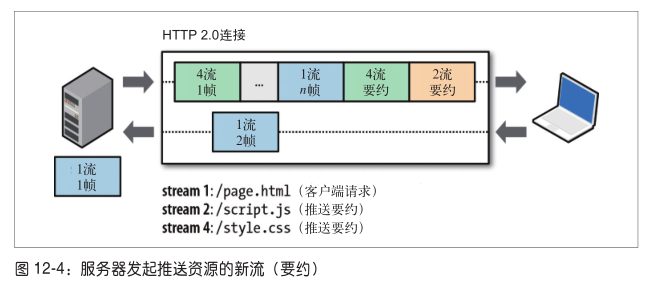 HTTP 2.0连接
4流
1帧
...
1流
n帧
4流
要约
2流
要约
1流
2帧
1流
1帧
stream 1: /page.html（客户端请求）
stream 2: /script.js（推送要约）
stream 4: /style.css（推送要约）
图 12-4：服务器发起推送资源的新流（要约）